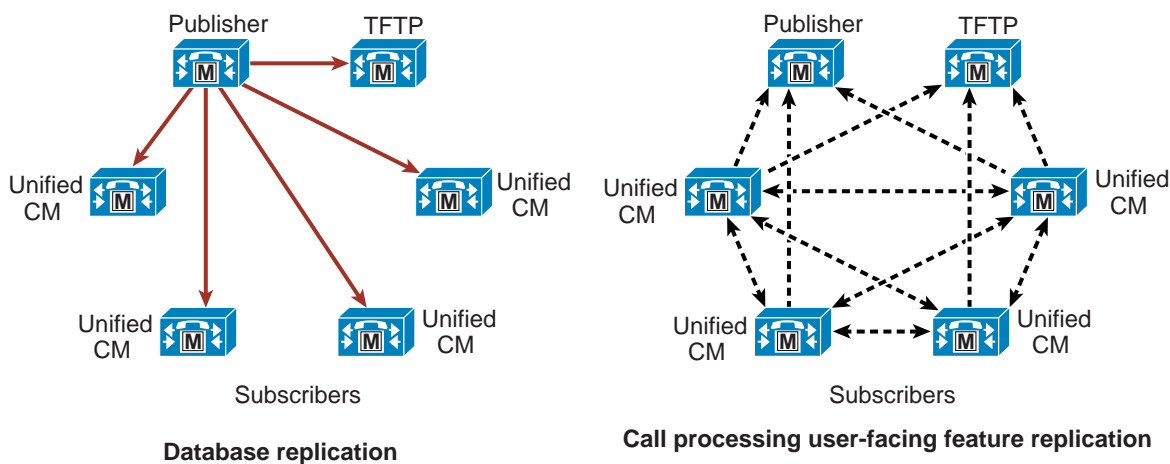 Publisher
TFTP
M
M
Unified
CM
M
M
Unified
CM
Unified
CM
M
M
Unified
CM
Subscribers
Database replication
Publisher
TFTP
M
M
Unified
CM
M
M
Unified
CM
Unified
CM
M
M
Unified
CM
Subscribers
Call processing user-facing feature replication